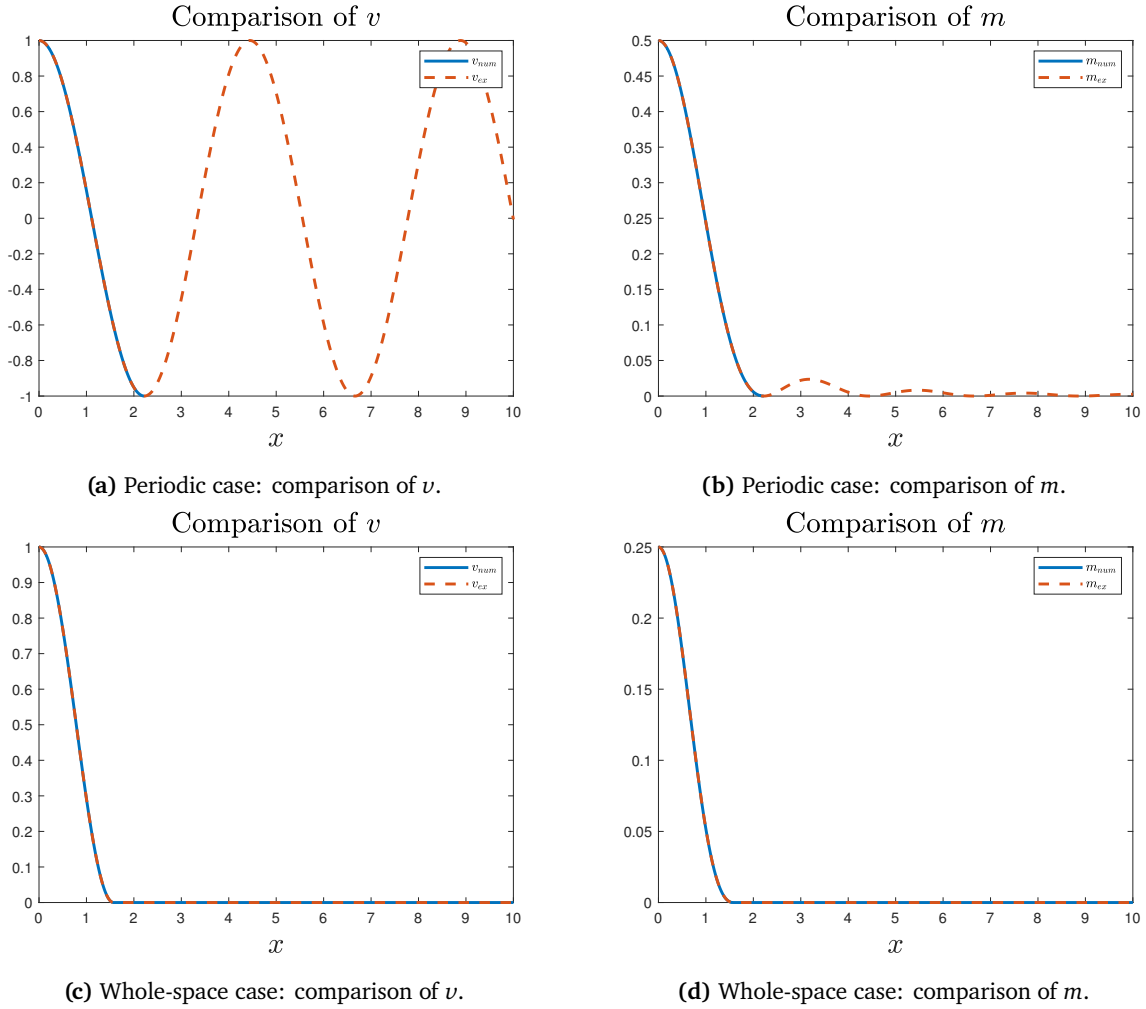 Comparison of v
1
0.8
0.6
0.4
0.2
0
-0.2
-0.4
-0.6
-0.8
-1
v_num
v_ex
0 1 2 3 4 5 6 7 8 9 10
x
(a) Periodic case: comparison of v.
Comparison of m
0.5
0.45
0.4
0.35
0.3
0.25
0.2
0.15
0.1
0.05
0
m_num
m_ex
0 1 2 3 4 5 6 7 8 9 10
x
(b) Periodic case: comparison of m.
Comparison of v
1
0.9
0.8
0.7
0.6
0.5
0.4
0.3
0.2
0.1
0
v_num
v_ex
0 1 2 3 4 5 6 7 8 9 10
x
(c) Whole-space case: comparison of v.
Comparison of m
0.25
0.2
0.15
0.1
0.05
0
m_num
m_ex
0 1 2 3 4 5 6 7 8 9 10
x
(d) Whole-space case: comparison of m.